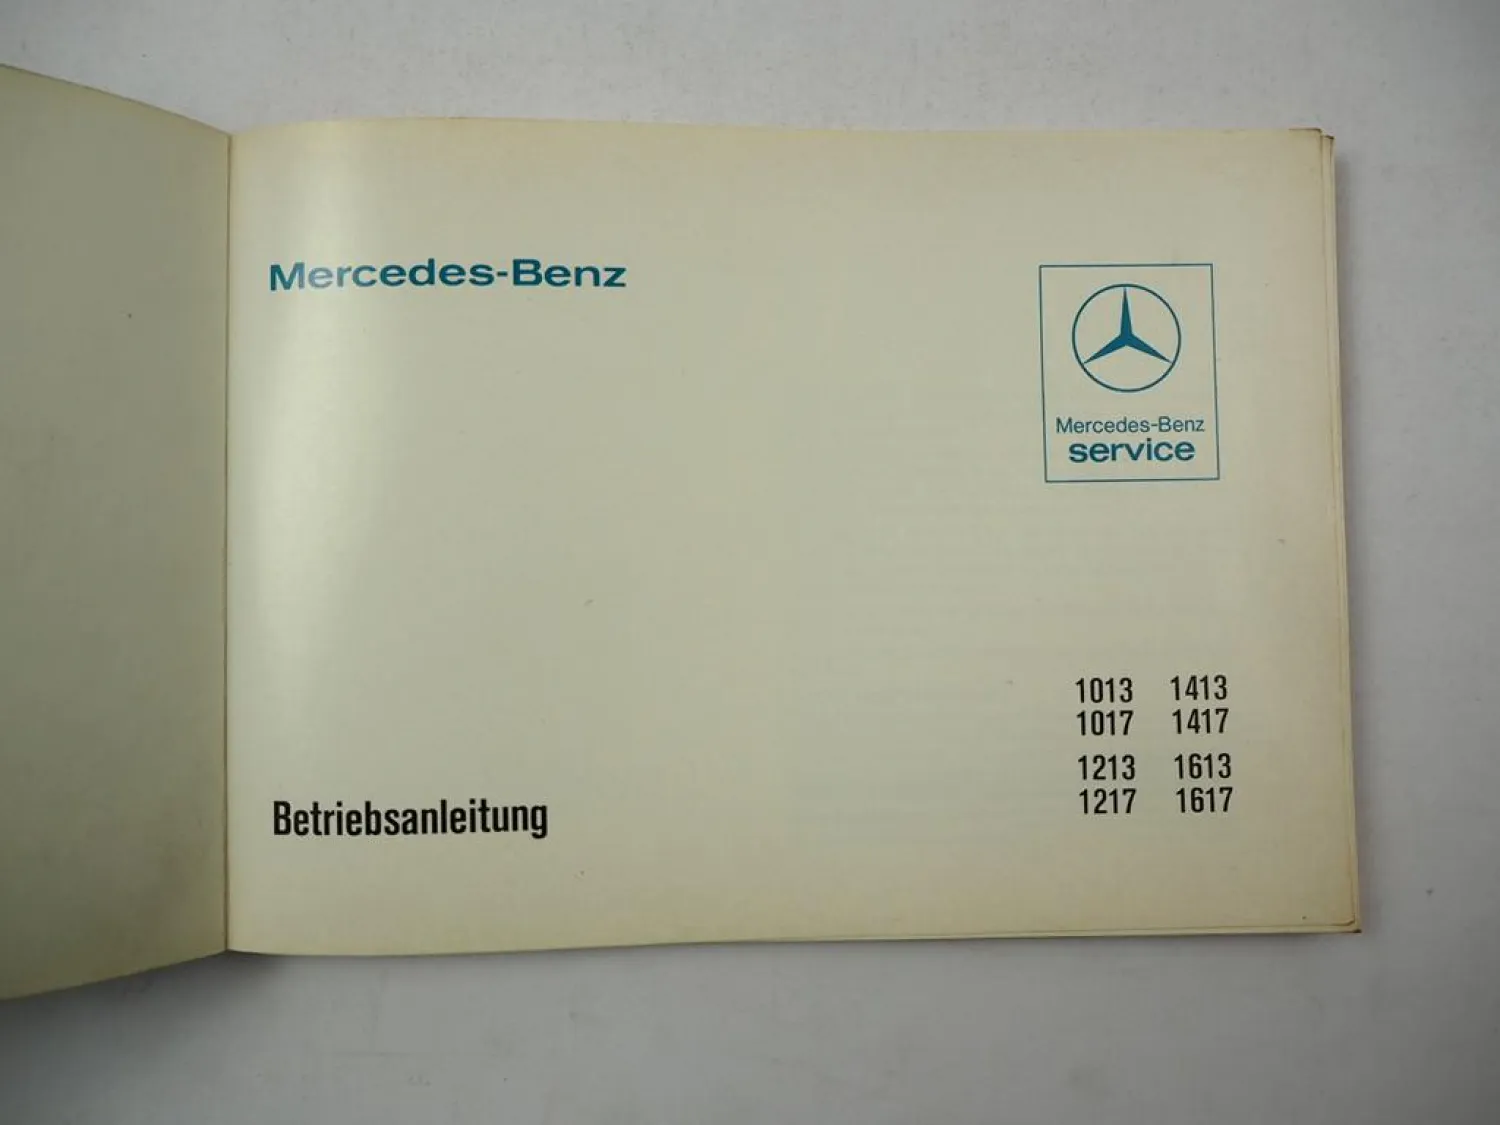 Mercedes-Benz
Mercedes-Benz
service
1013 1413
1017 1417
1213 1613
1217 1617
Betriebsanleitung